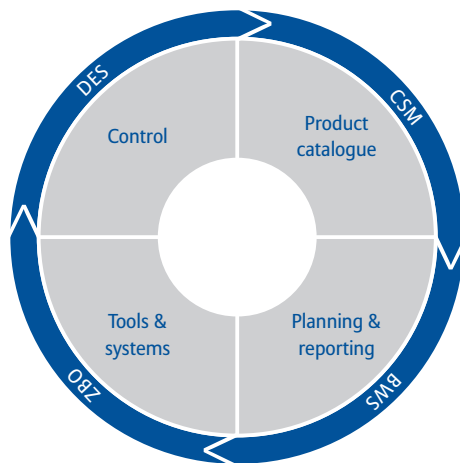 DES
CSM
Control
Product
catalogue
Tools &
systems
Planning &
reporting
ZBO
BWS